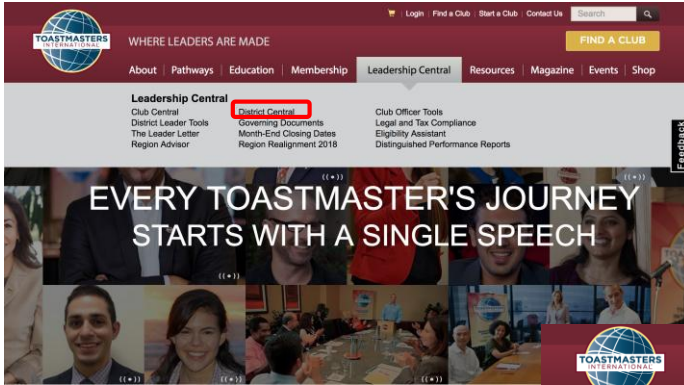 Login | Find a Club | Start a Club | Contact Us Search
TOASTMASTERS
INTERNATIONAL
WHERE LEADERS ARE MADE
FIND A CLUB
About | Pathways | Education | Membership | Leadership Central | Resources | Magazine | Events | Shop
Leadership Central
Club Central District Central Club Officer Tools
District Leader Tools Governing Documents Legal and Tax Compliance
The Leader Letter Month-End Closing Dates Eligibility Assistant
Region Advisor Region Realignment 2018 Distinguished Performance Reports
Feedback
EVERY TOASTMASTER'S JOURNEY
STARTS WITH A SINGLE SPEECH
TOASTMASTERS
INTERNATIONAL